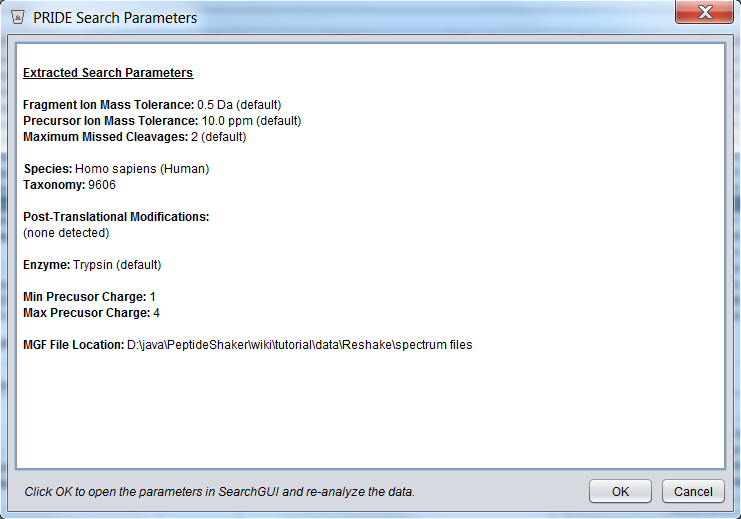 PRIDE Search Parameters
Extracted Search Parameters
Fragment Ion Mass Tolerance: 0.5 Da (default)
Precursor Ion Mass Tolerance: 10.0 ppm (default)
Maximum Missed Cleavages: 2 (default)
Species: Homo sapiens (Human)
Taxonomy: 9606
Post-Translational Modifications:
(none detected)
Enzyme: Trypsin (default)
Min Precusor Charge: 1
Max Precusor Charge: 4
MGF File Location: D:\java\PeptideShaker\wiki\tutorial\data\Reshake\spectrum files
Click OK to open the parameters in SearchGUI and re-analyze the data.
OK
Cancel